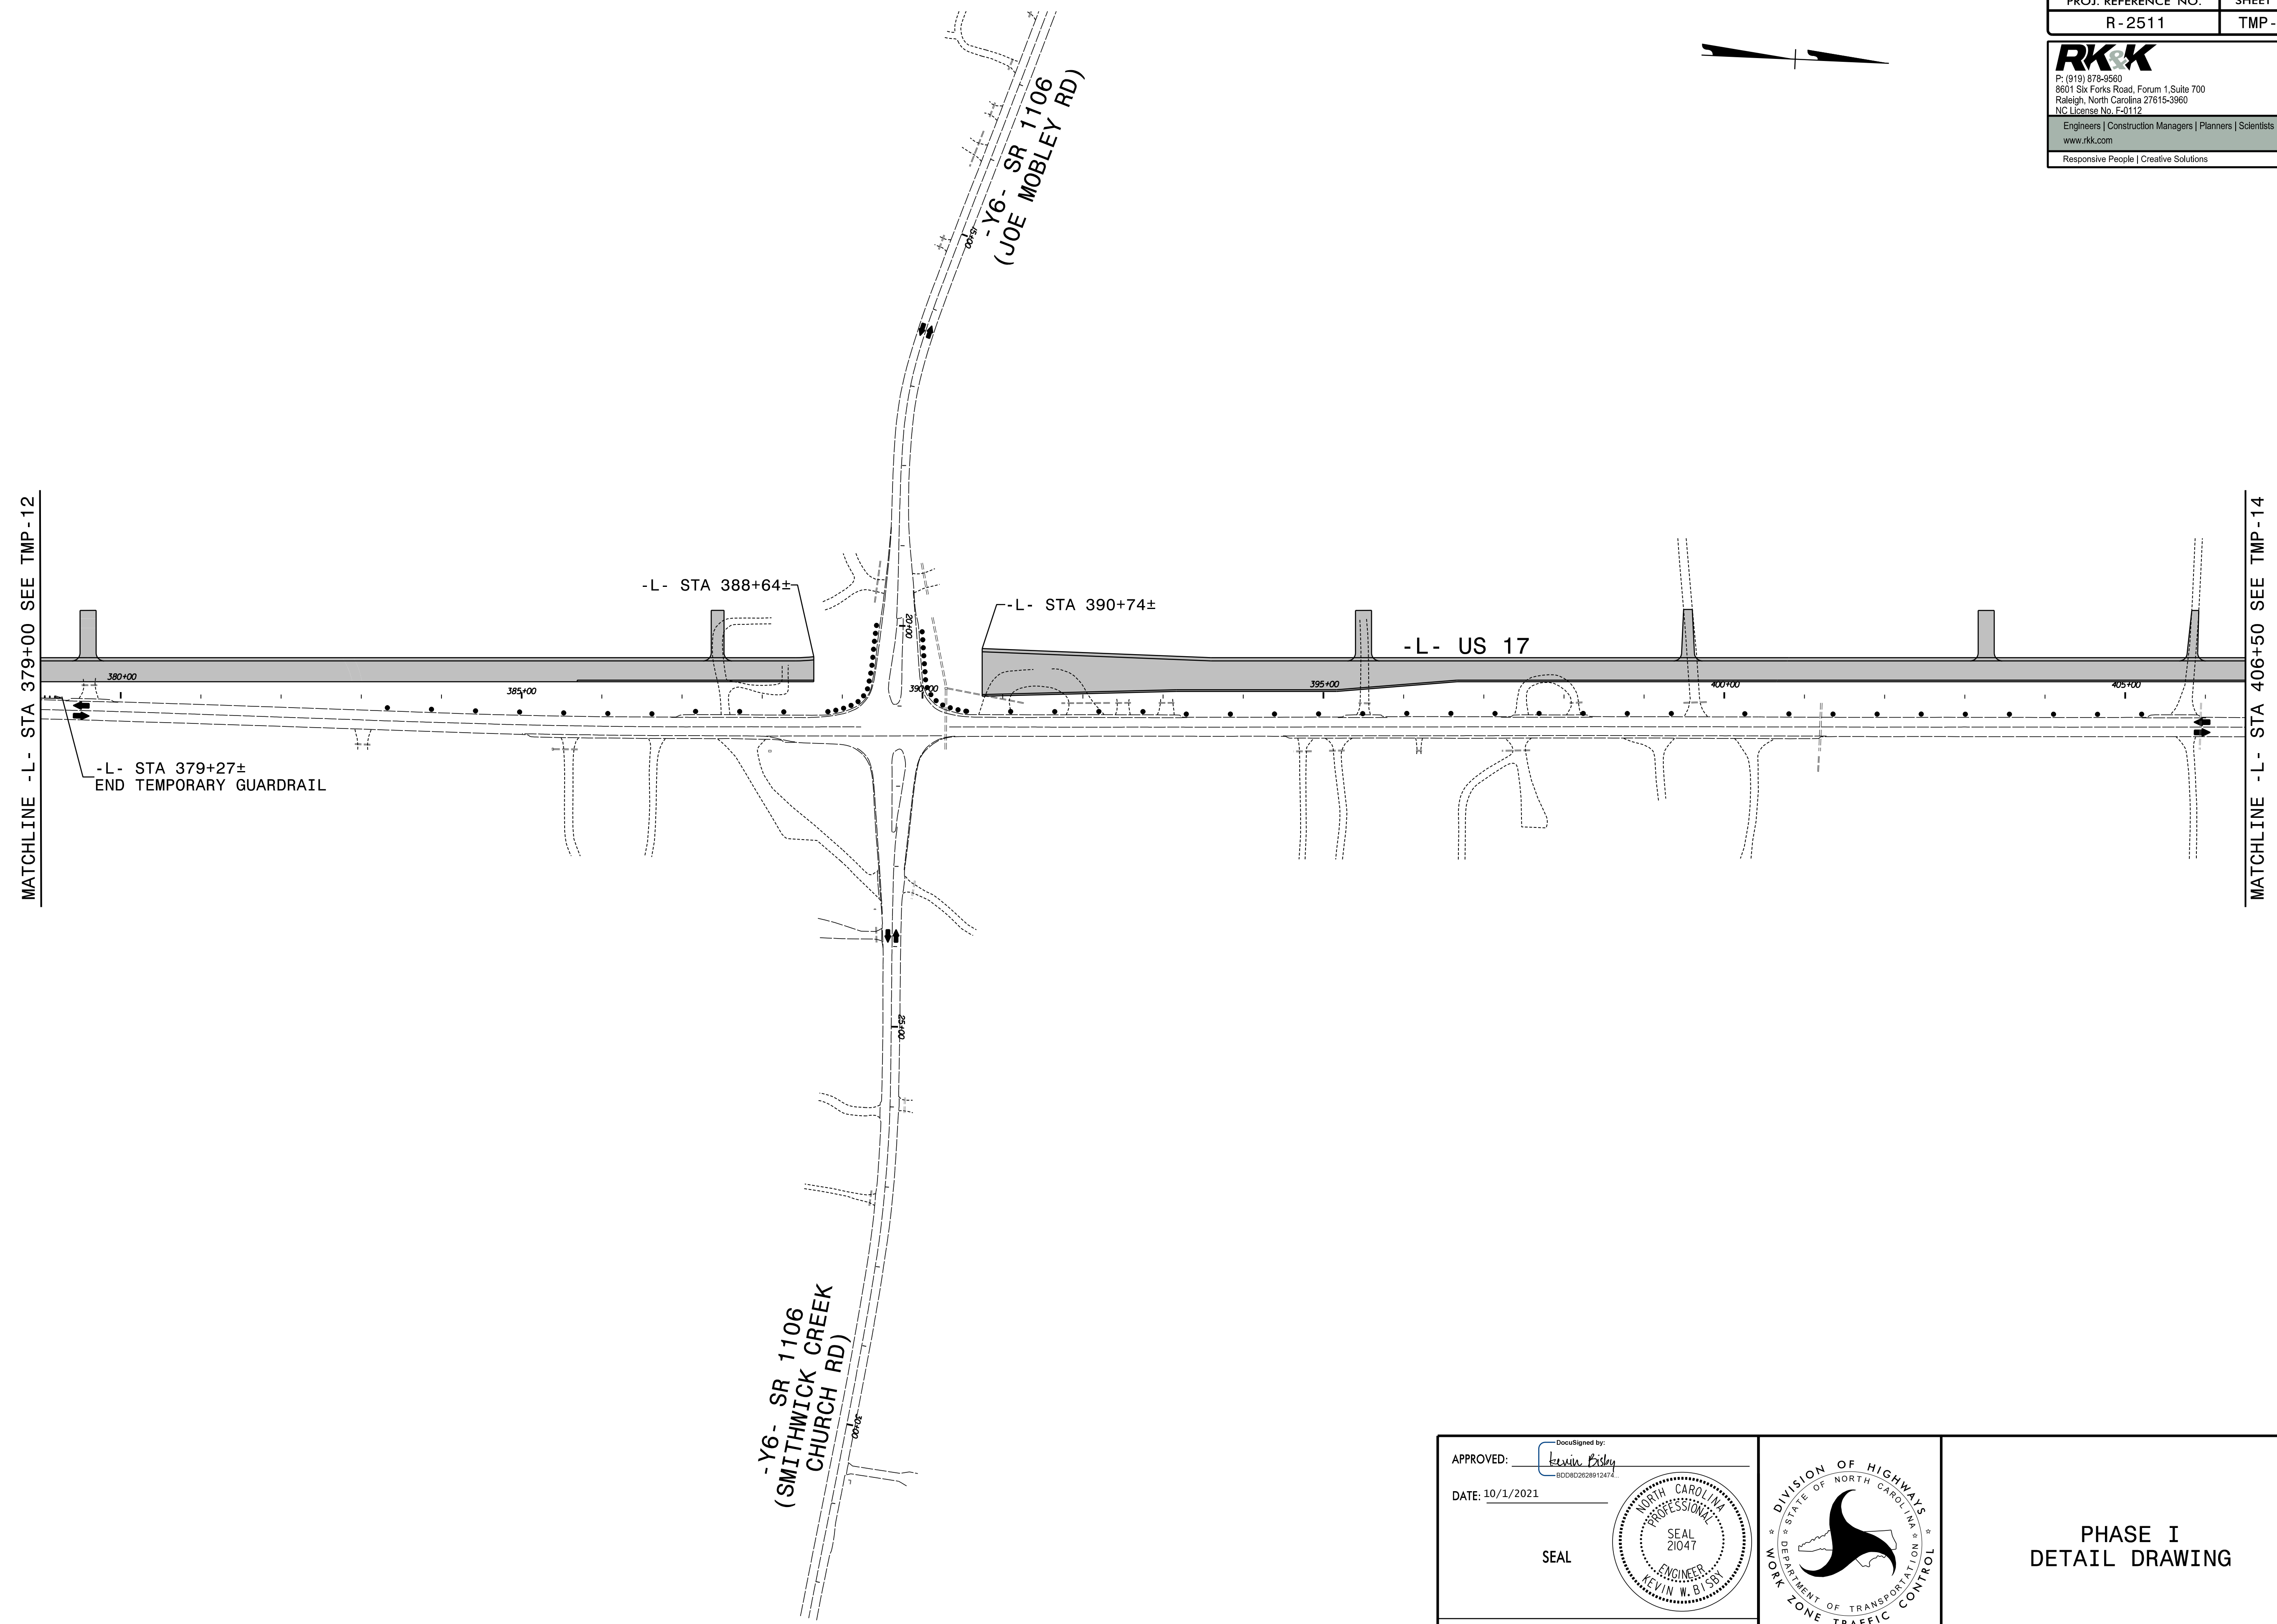 PROJ. REFERENCE NO.
SHEET
R-2511
TMP-
RK&K
P: (919) 878-9560
8601 Six Forks Road, Forum 1,Suite 700
Raleigh, North Carolina 27615-3960
NC License No. F-0112
Engineers | Construction Managers | Planners | Scientists
www.rkk.com
Responsive People | Creative Solutions
-Y6- SR 1106
(JOE MOBLEY RD)
15+00
MATCHLINE -L- STA 379+00 SEE TMP-12
-L- STA 388+64±
-L- STA 390+74±
20+00
-L- US 17
380+00
385+00
390+00
395+00
400+00
405+00
MATCHLINE -L- STA 406+50 SEE TMP-14
-L- STA 379+27±
END TEMPORARY GUARDRAIL
25+00
-Y6- SR 1106
(SMITHWICK CREEK
CHURCH RD)
30+00
APPROVED:
DocuSigned by:
Kevin Bisby
BDD8D2628912474...
DATE: 10/1/2021
SEAL
NORTH CAROLINA
PROFESSIONAL
SEAL
21047
ENGINEER
KEVIN W. BISBY
DIVISION OF HIGHWAYS
STATE OF NORTH CAROLINA
DEPARTMENT OF TRANSPORTATION
WORK ZONE TRAFFIC CONTROL
PHASE I
DETAIL DRAWING